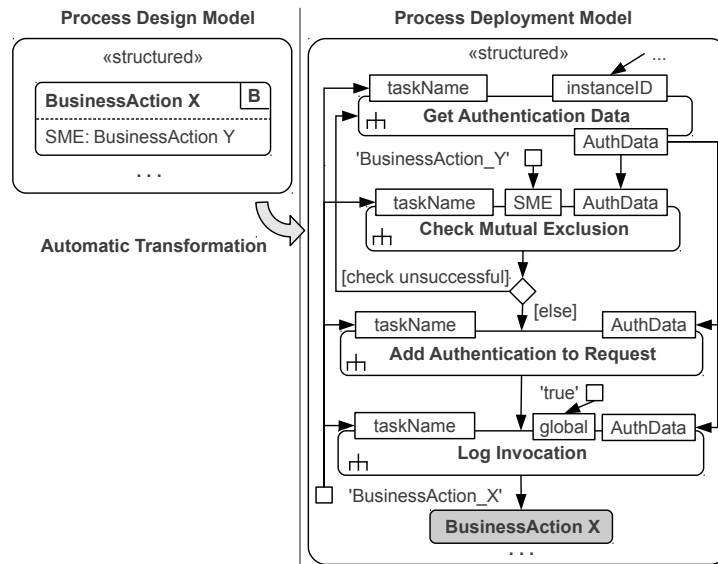 Process Design Model
«structured»
BusinessAction X
B
SME: BusinessAction Y
. . .
Automatic Transformation
Process Deployment Model
«structured»
...
taskName
instanceID
Get Authentication Data
AuthData
'BusinessAction_Y'
taskName
SME
AuthData
Check Mutual Exclusion
[check unsuccessful]
[else]
taskName
AuthData
Add Authentication to Request
'true'
taskName
global
AuthData
Log Invocation
'BusinessAction_X'
BusinessAction X
. . .